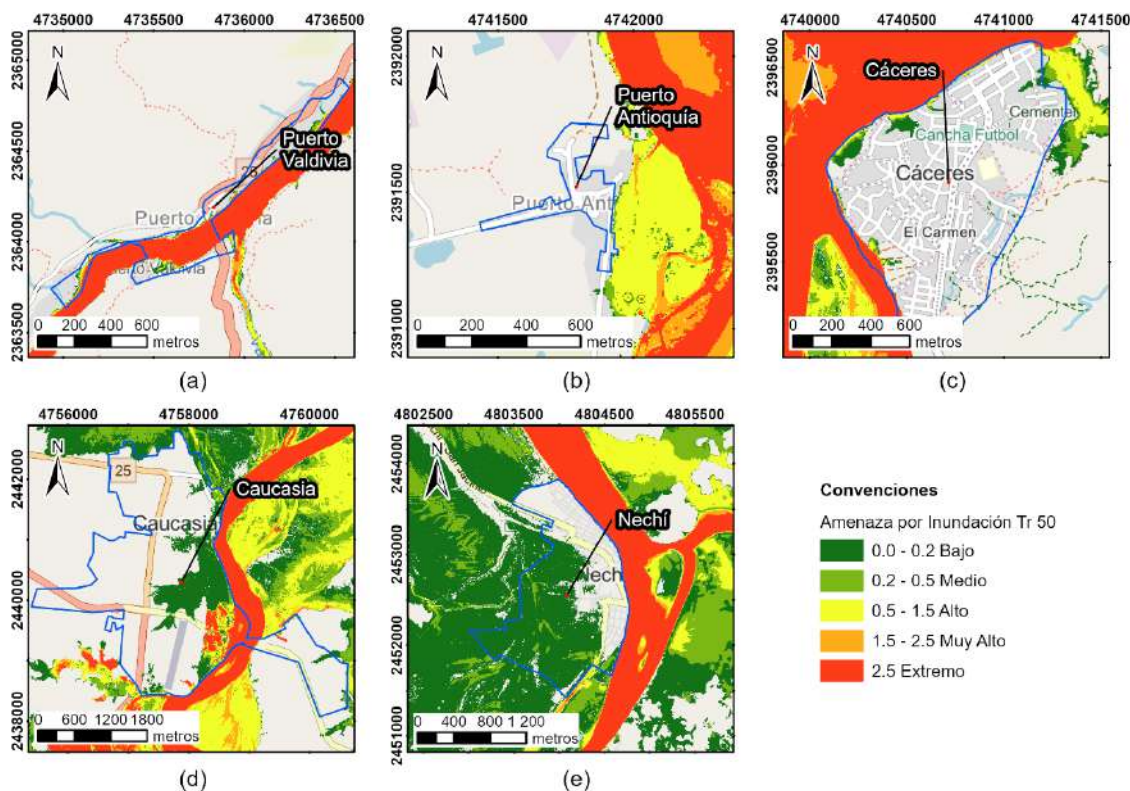 4735000 4735500 4736000 4736500
2365000
2364500
2364000
2363500
N
Puerto
Valdivia
25
Puerto
0 200 400 600
metros
(a)
4741500 4742000
2392000
2391500
2391000
N
Puerto
Antioquía
Puerto Ant
0 200 400 600
metros
(b)
4740000 4740500 4741000 4741500
2396500
2396000
2395500
N
Cáceres
Cementer
Cancha Futbol
Cáceres
El Carmen
0 200 400 600
metros
(c)
4756000 4758000 4760000
2442000
2440000
2438000
N
25
Caucasia
Caucasia
0 600 1200 1800
metros
(d)
4802500 4803500 4804500 4805500
2454000
2453000
2452000
2451000
N
Nechí
Nech
0 400 800 1 200
metros
(e)
Convenciones
Amenaza por Inundación Tr 50
0.0 - 0.2 Bajo
0.2 - 0.5 Medio
0.5 - 1.5 Alto
1.5 - 2.5 Muy Alto
2.5 Extremo